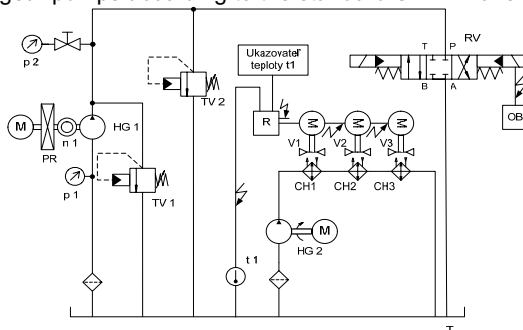 p 2
T P
RV
Ukazovateľ
teploty t1
TV 2
B A
M
HG 1
R
M M M
OB
PR
n 1
V1 V2 V3
p 1
TV 1
CH1 CH2 CH3
M
HG 2
t 1